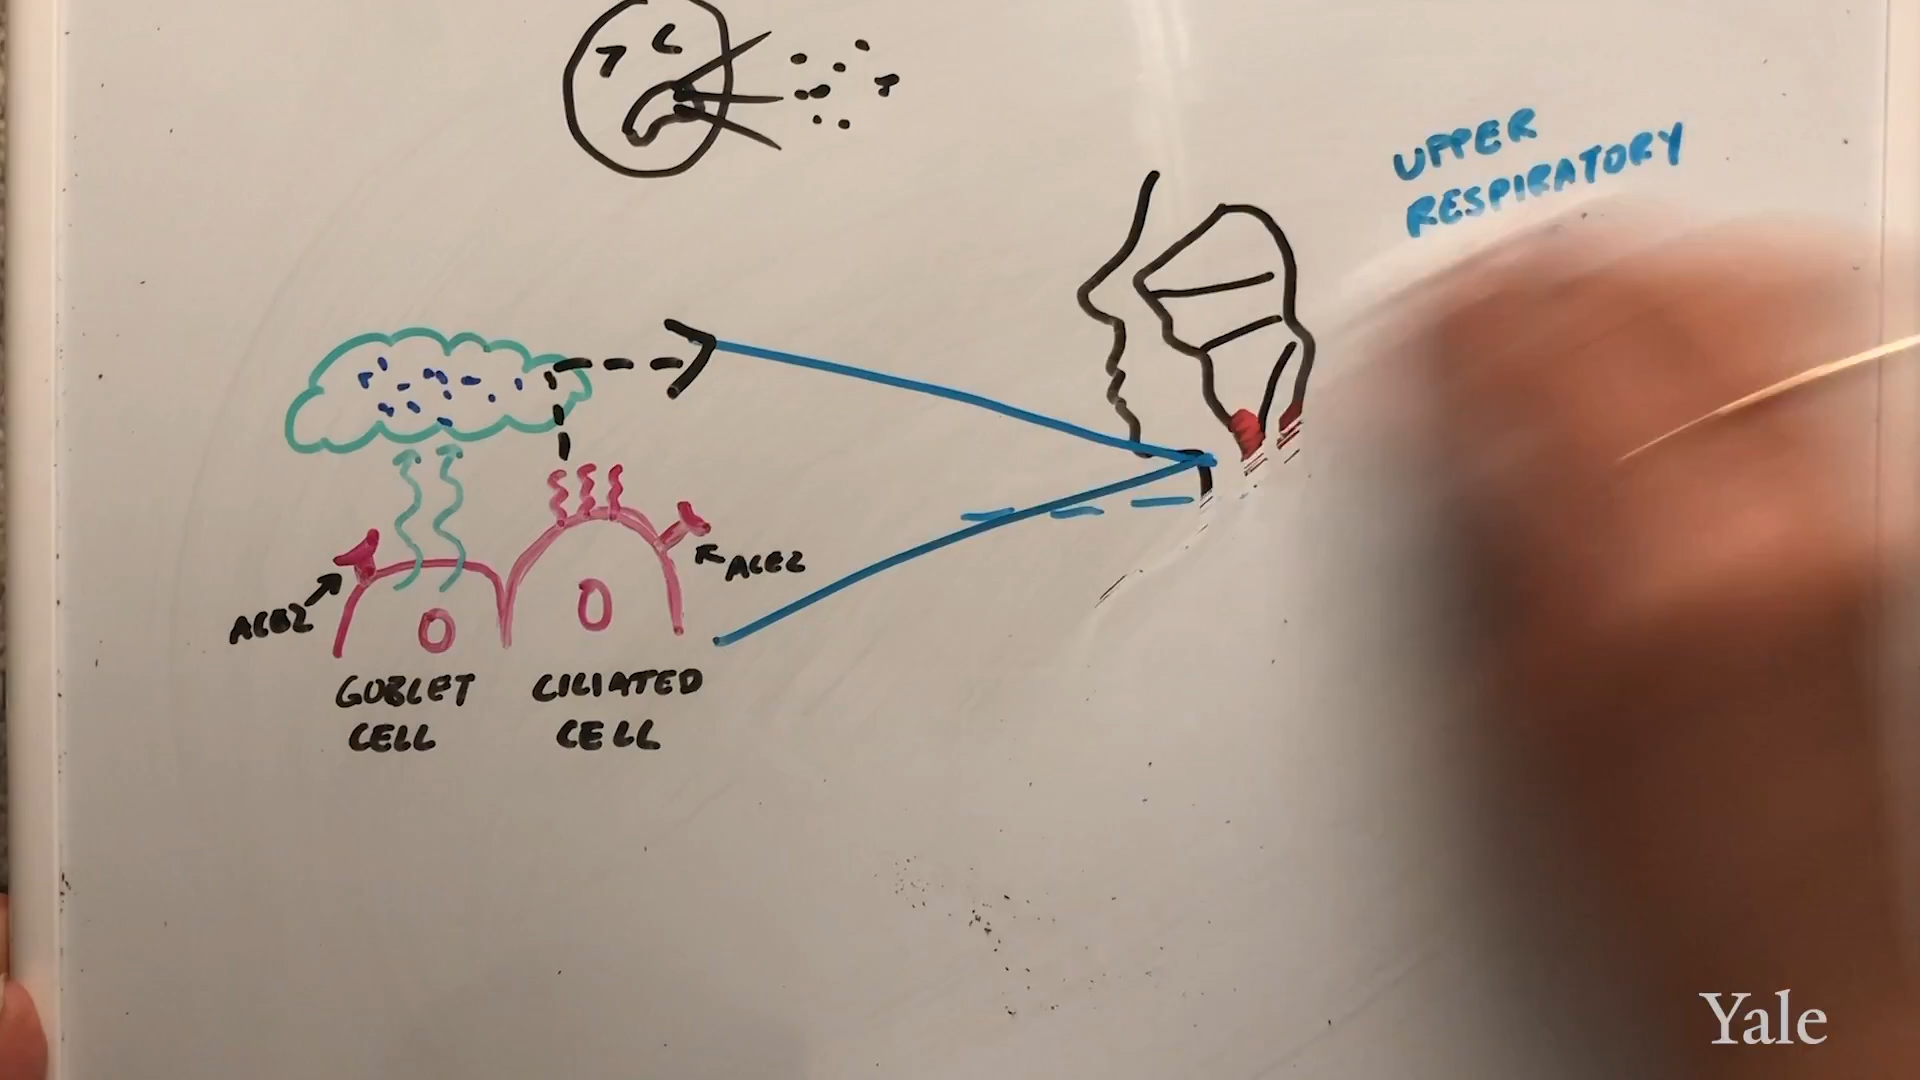 UPPER
RESPIRATORY
ACE2
ACE2
GOBLET
CELL
CILIATED
CELL
Yale